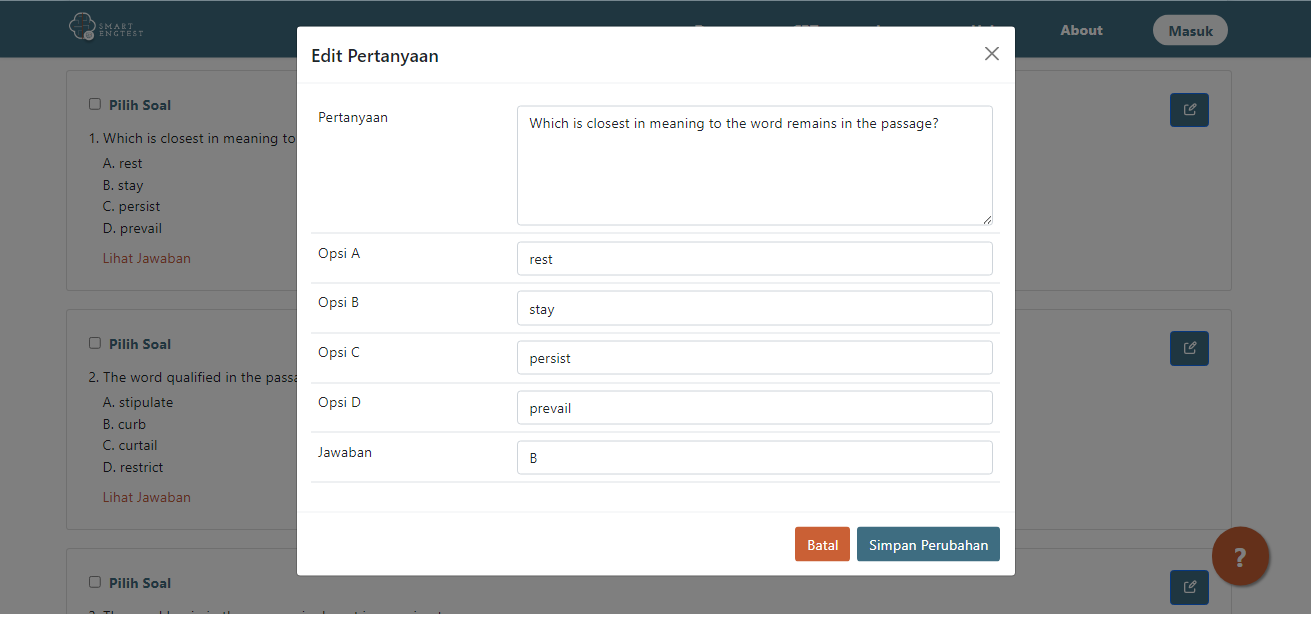 SMART
ENGTEST
About
Masuk
Edit Pertanyaan
Pertanyaan
Which is closest in meaning to the word remains in the passage?
Opsi A
rest
Opsi B
stay
Opsi C
persist
Opsi D
prevail
Jawaban
B
Batal
Simpan Perubahan
Pilih Soal
1. Which is closest in meaning to
A. rest
B. stay
C. persist
D. prevail
Lihat Jawaban
Pilih Soal
2. The word qualified in the passa
A. stipulate
B. curb
C. curtail
D. restrict
Lihat Jawaban
Pilih Soal
?